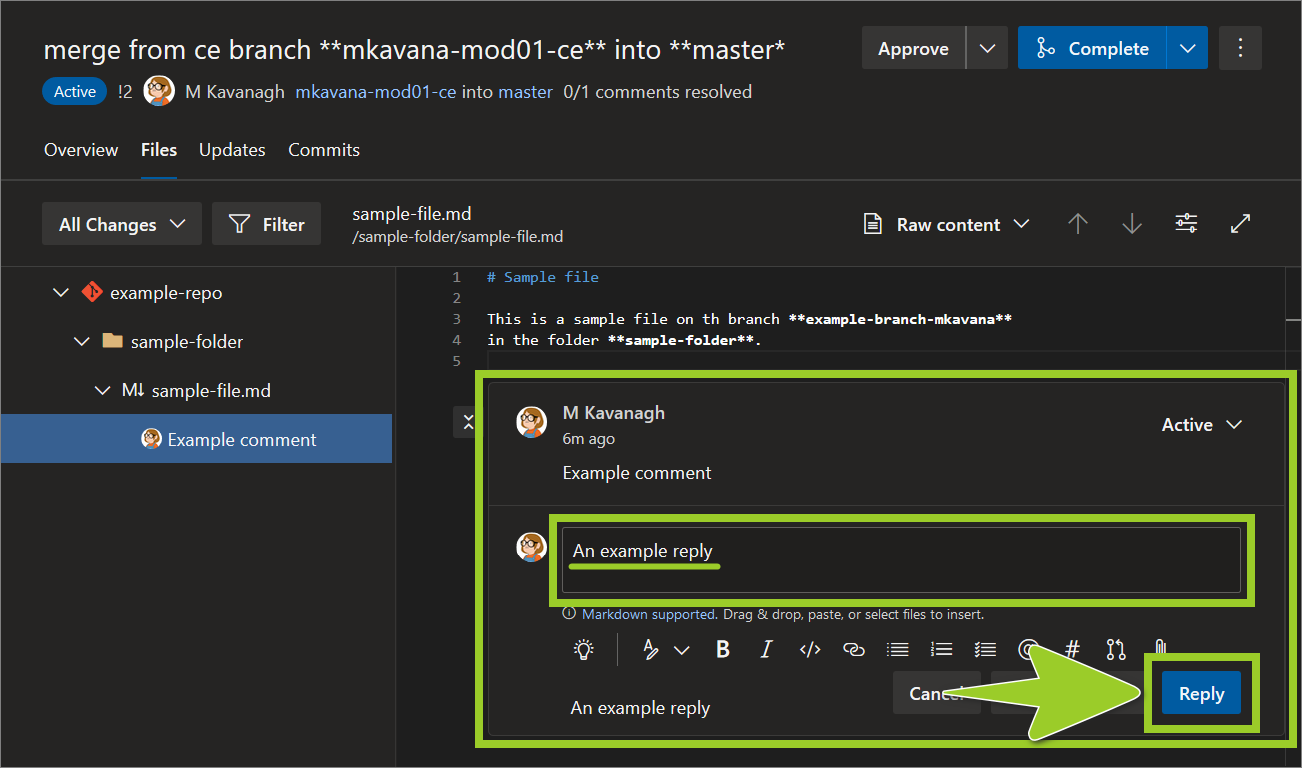 merge from ce branch **mkavana-mod01-ce** into **master*
Approve
Complete
Active !2 M Kavanagh mkavana-mod01-ce into master 0/1 comments resolved
Overview Files Updates Commits
All Changes Filter
sample-file.md
/sample-folder/sample-file.md
Raw content
example-repo
sample-folder
M↓ sample-file.md
Example comment
1 # Sample file
2
3 This is a sample file on th branch **example-branch-mkavana**
4 in the folder **sample-folder**.
5
M Kavanagh
6m ago
Active
Example comment
An example reply
Markdown supported. Drag & drop, paste, or select files to insert.
B I </> @ #
An example reply
Cancel
Reply